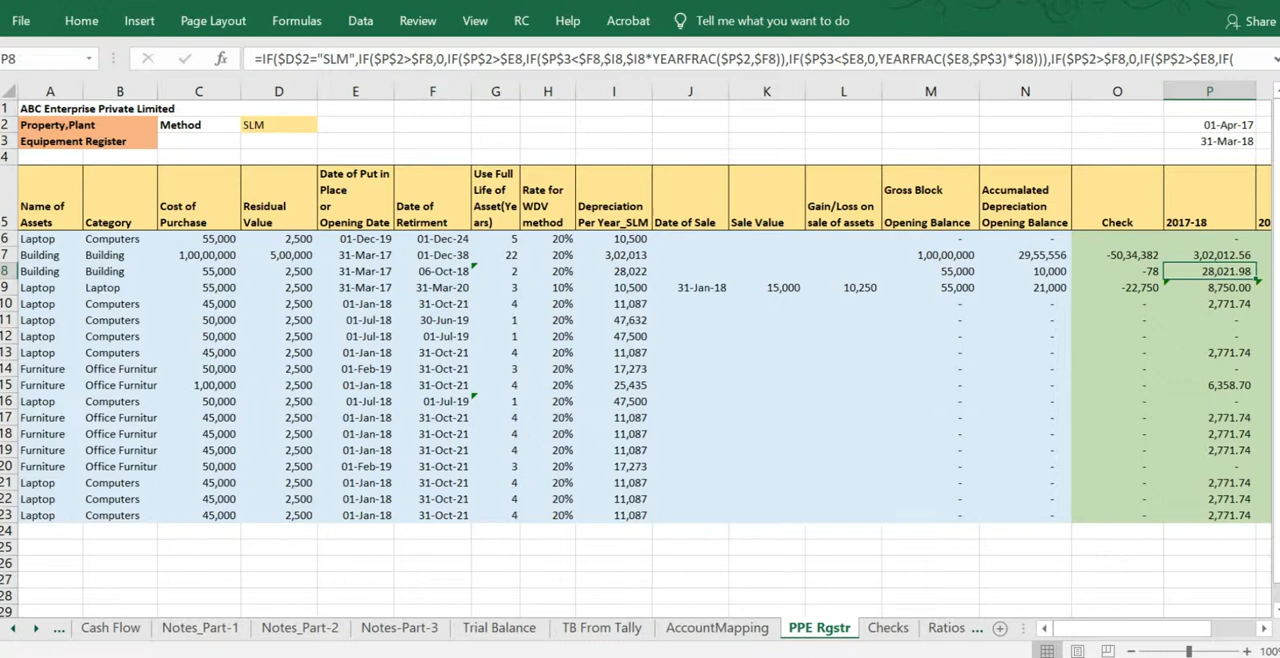 File Home Insert Page Layout Formulas Data Review View RC Help Acrobat Tell me what you want to do Share
P8 fx =IF($D$2="SLM",IF($P$2>$F8,0,IF($P$2>$E8,IF($P$3<$F8,$I8,$I8*YEARFRAC($P$2,$F8)),IF($P$3<$E8,0,YEARFRAC($E8,$P$3)*$I8))),IF($P$2>$F8,0,IF($P$2>$E8,IF(
A B C D E F G H I J K L M N O P
1 ABC Enterprise Private Limited
2 Property,Plant Method SLM 01-Apr-17
3 Equipement Register 31-Mar-18
4
Date of Put in Use Full
Place Life of Rate for Gross Block Accumalated
Name of Cost of Residual or Date of Asset(Ye WDV Depreciation Gain/Loss on Depreciation
5 Assets Category Purchase Value Opening Date Retirment ars) method Per Year_SLM Date of Sale Sale Value sale of assets Opening Balance Opening Balance Check 2017-18 20
6 Laptop Computers 55,000 2,500 01-Dec-19 01-Dec-24 5 20% 10,500 - - - -
7 Building Building 1,00,00,000 5,00,000 31-Mar-17 01-Dec-38 22 20% 3,02,013 1,00,00,000 29,55,556 -50,34,382 3,02,012.56
8 Building Building 55,000 2,500 31-Mar-17 06-Oct-18 2 20% 28,022 55,000 10,000 -78 28,021.98
9 Laptop Laptop 55,000 2,500 31-Mar-17 31-Mar-20 3 10% 10,500 31-Jan-18 15,000 10,250 55,000 21,000 -22,750 8,750.00
10 Laptop Computers 45,000 2,500 01-Jan-18 31-Oct-21 4 20% 11,087 - - - 2,771.74
11 Laptop Computers 50,000 2,500 01-Jul-18 30-Jun-19 1 20% 47,632 - - - -
12 Laptop Computers 50,000 2,500 01-Jul-18 01-Jul-19 1 20% 47,500 - - - -
13 Laptop Computers 45,000 2,500 01-Jan-18 31-Oct-21 4 20% 11,087 - - - 2,771.74
14 Furniture Office Furnitur 50,000 2,500 01-Feb-19 31-Oct-21 3 20% 17,273 - - - -
15 Furniture Office Furnitur 1,00,000 2,500 01-Jan-18 31-Oct-21 4 20% 25,435 - - - 6,358.70
16 Laptop Computers 50,000 2,500 01-Jul-18 01-Jul-19 1 20% 47,500 - - - -
17 Furniture Office Furnitur 45,000 2,500 01-Jan-18 31-Oct-21 4 20% 11,087 - - - 2,771.74
18 Furniture Office Furnitur 45,000 2,500 01-Jan-18 31-Oct-21 4 20% 11,087 - - - 2,771.74
19 Furniture Office Furnitur 45,000 2,500 01-Jan-18 31-Oct-21 4 20% 11,087 - - - 2,771.74
20 Furniture Office Furnitur 50,000 2,500 01-Feb-19 31-Oct-21 3 20% 17,273 - - - -
21 Laptop Computers 45,000 2,500 01-Jan-18 31-Oct-21 4 20% 11,087 - - - 2,771.74
22 Laptop Computers 45,000 2,500 01-Jan-18 31-Oct-21 4 20% 11,087 - - - 2,771.74
23 Laptop Computers 45,000 2,500 01-Jan-18 31-Oct-21 4 20% 11,087 - - - 2,771.74
24
25
26
27
28
29
... Cash Flow Notes_Part-1 Notes_Part-2 Notes-Part-3 Trial Balance TB From Tally AccountMapping PPE Rgstr Checks Ratios ...
100%